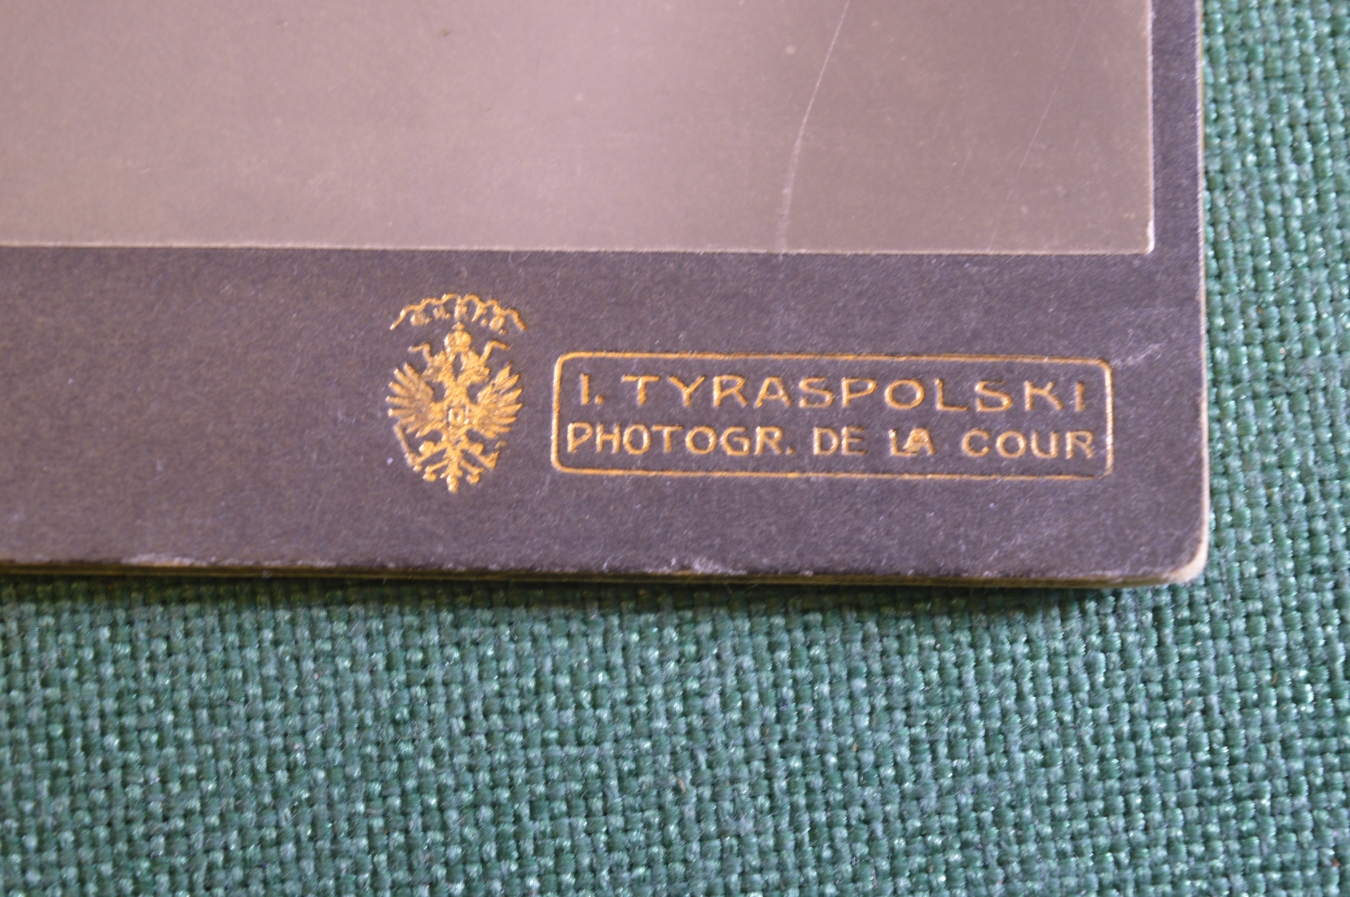 I. TYRASPOLSKI
PHOTOGR. DE LA COUR